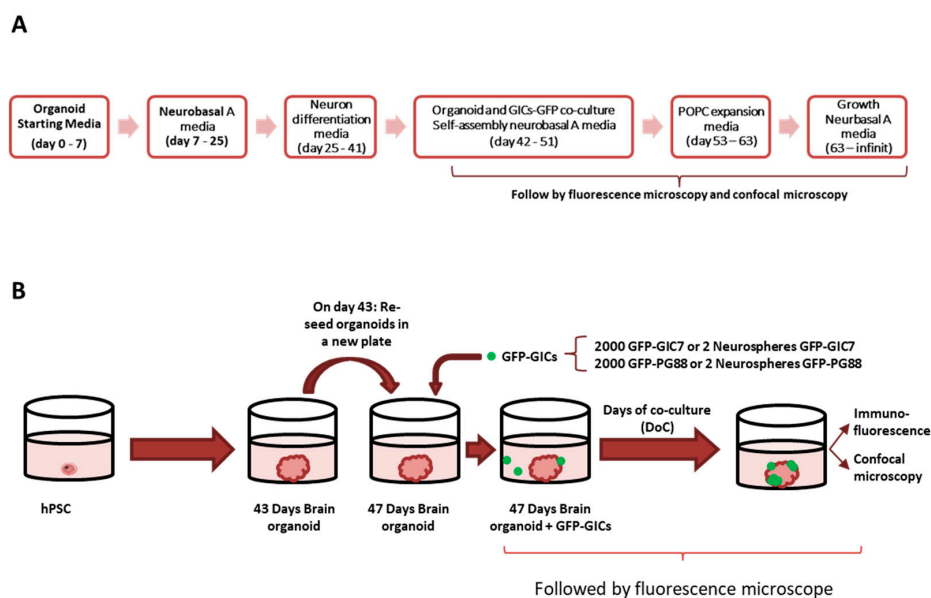 A
Organoid
Starting Media
(day 0 - 7)
Neurobasal A
media
(day 7 - 25)
Neuron
differentiation
media
(day 25 - 41)
Organoid and GICs-GFP co-culture
Self-assembly neurobasal A media
(day 42 - 51)
POPC expansion
media
(day 53 – 63)
Growth
Neurbasal A
media
(63 – infinit)
Follow by fluorescence microscopy and confocal microscopy
B
On day 43: Re-
seed organoids in
a new plate
GFP-GICs
2000 GFP-GIC7 or 2 Neurospheres GFP-GIC7
2000 GFP-PG88 or 2 Neurospheres GFP-PG88
Days of co-culture
(DoC)
Immuno-
fluorescence
Confocal
microscopy
hPSC
43 Days Brain
organoid
47 Days Brain
organoid
47 Days Brain
organoid + GFP-GICs
Followed by fluorescence microscope